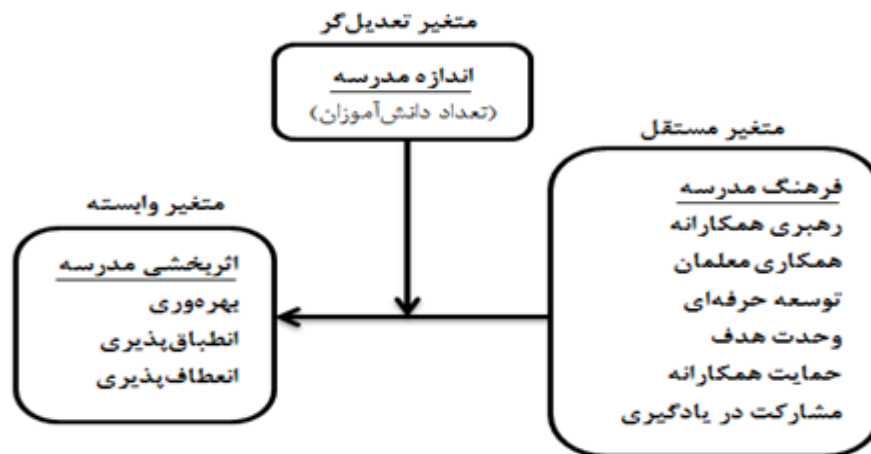 متغیر تعدیل‌گر
اندازه مدرسه
(تعداد دانش‌آموزان)
متغیر مستقل
فرهنگ مدرسه
رهبری همکارانه
همکاری معلمان
توسعه حرفه‌ای
وحدت هدف
حمایت همکارانه
مشارکت در یادگیری
متغیر وابسته
اثربخشی مدرسه
بهره‌وری
انطباق‌پذیری
انعطاف‌پذیری